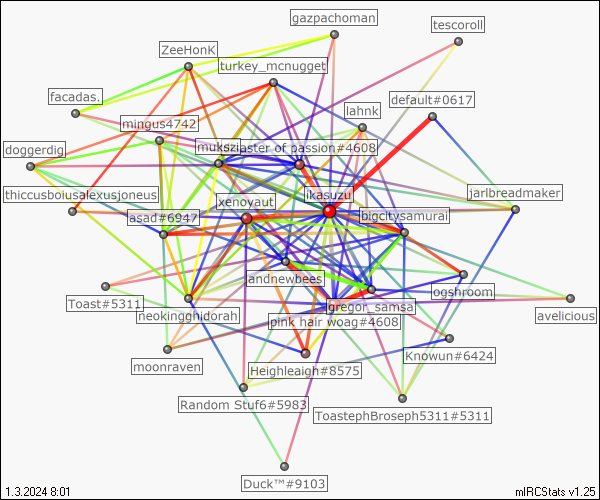 gazpachoman
tescoroll
ZeeHonK
turkey_mcnugget
facadas.
default#0617
mingus4742
lahnk
doggerdig
aster of passion#4608
thiccusboiusalexusjoneus
ikasuzu
jarlbreadmaker
xenoyaut
asad#6947
bigcitysamurai
andnewbees
ogshroom
Toast#5311
neokingghidorah
gregor_samsa
avelicious
pink hair woag#4608
moonraven
Heighleaigh#8575
Knowun#6424
Random Stuf6#5983
ToastephBroseph5311#5311
Duck™#9103
1.3.2024 8:01
mIRCStats v1.25